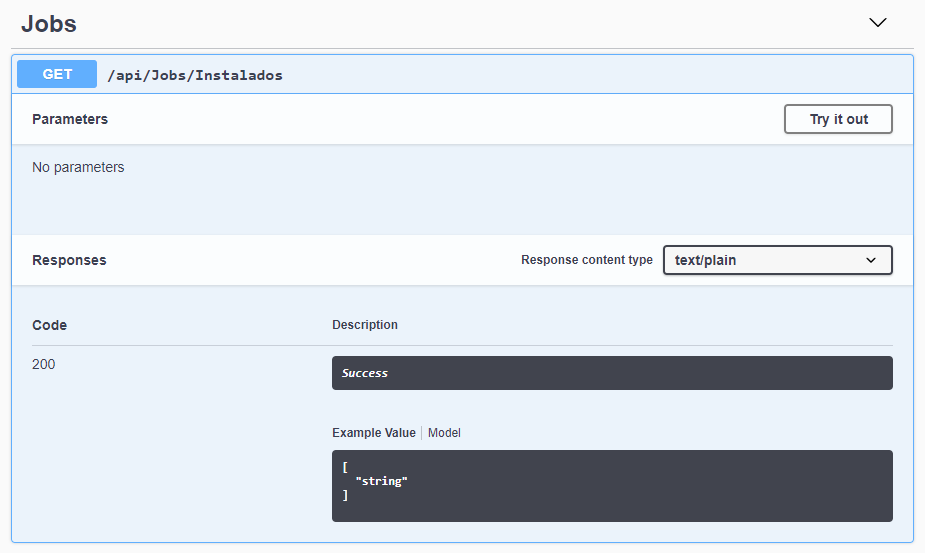 Jobs
GET /api/Jobs/Instalados
Parameters Try it out
No parameters
Responses Response content type text/plain
Code Description
200 Success
Example Value Model
[
"string"
]